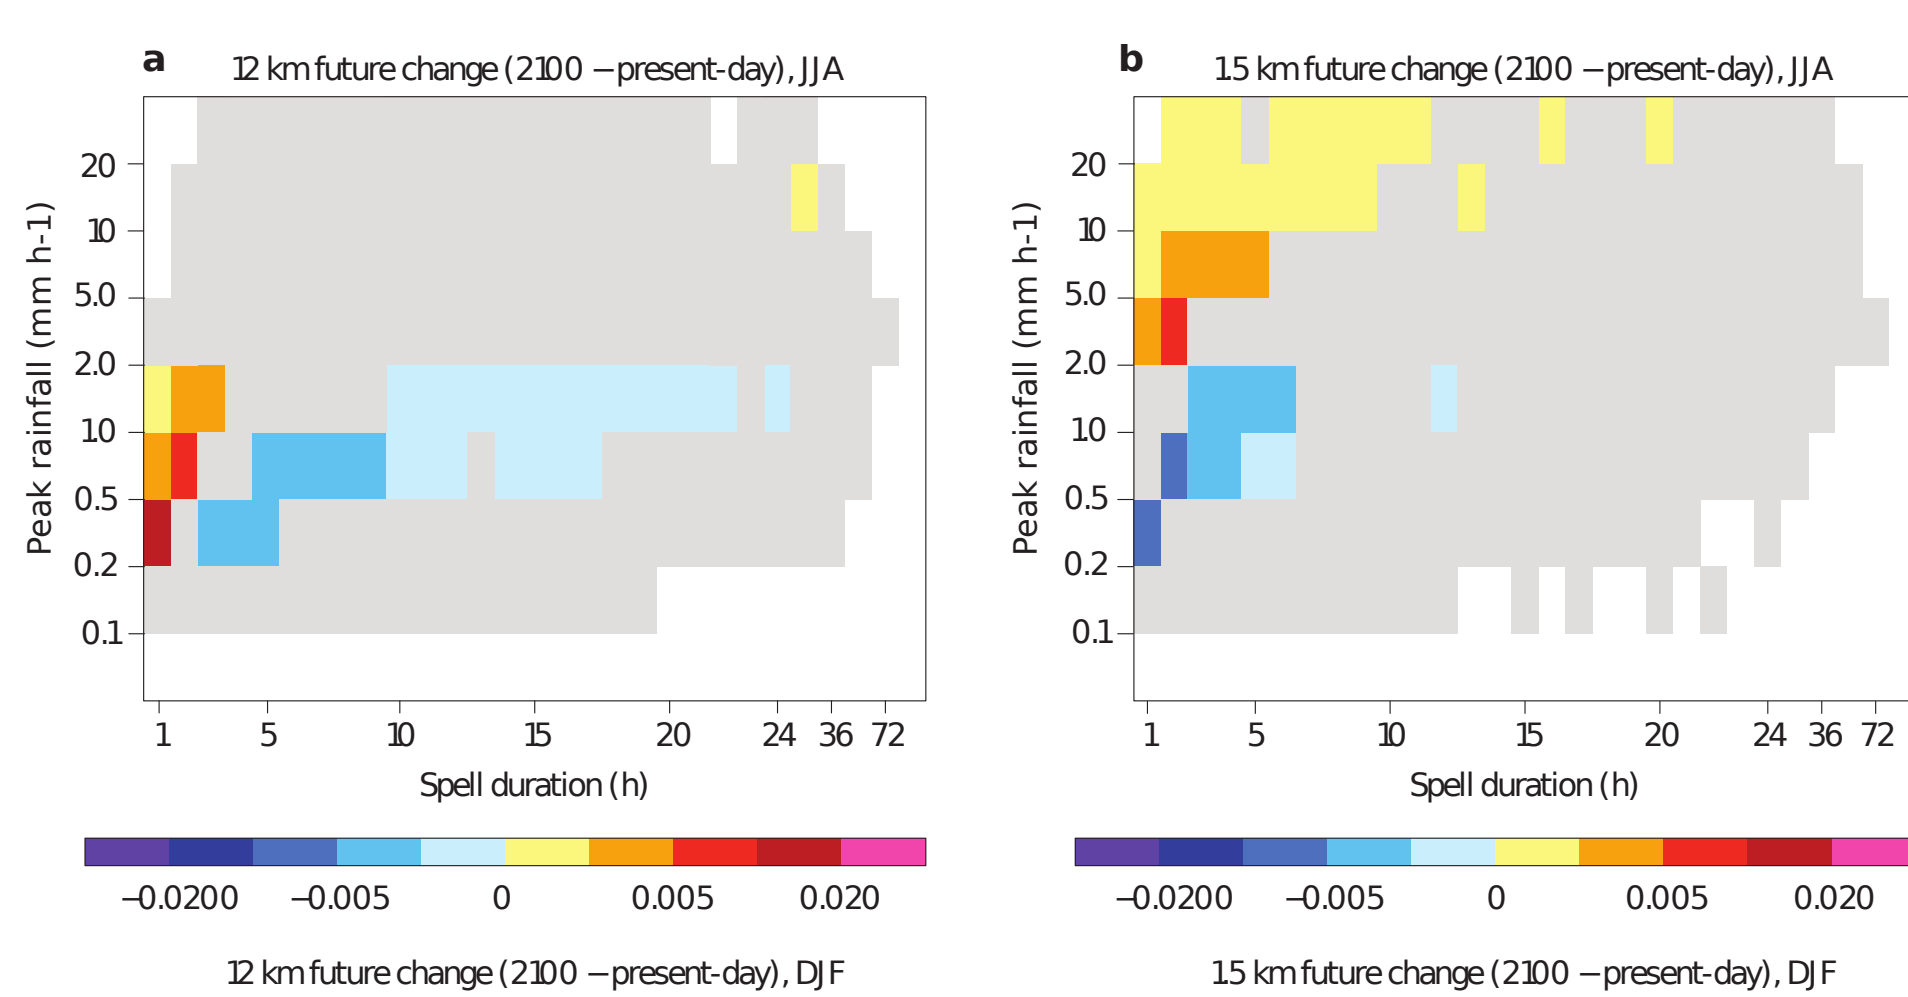 a 12 km future change (2100 – present-day), JJA
20
10
5.0
2.0
1.0
0.5
0.2
0.1
Peak rainfall (mm h-1)
1 5 10 15 20 24 36 72
Spell duration (h)
–0.0200 –0.005 0 0.005 0.020
12 km future change (2100 – present-day), DJF
b 1.5 km future change (2100 – present-day), JJA
20
10
5.0
2.0
1.0
0.5
0.2
0.1
Peak rainfall (mm h-1)
1 5 10 15 20 24 36 72
Spell duration (h)
–0.0200 –0.005 0 0.005 0.020
1.5 km future change (2100 – present-day), DJF